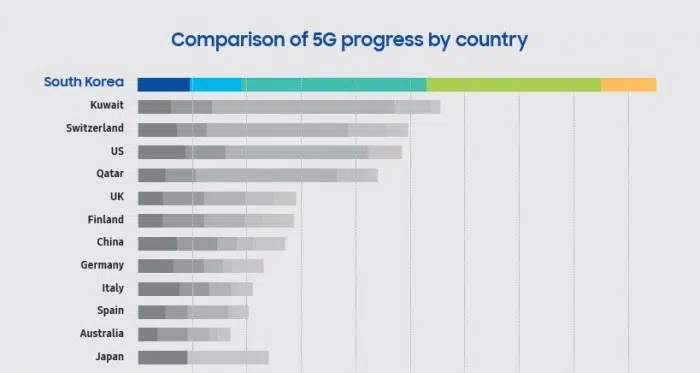 Comparison of 5G progress by country
South Korea
Kuwait
Switzerland
US
Qatar
UK
Finland
China
Germany
Italy
Spain
Australia
Japan